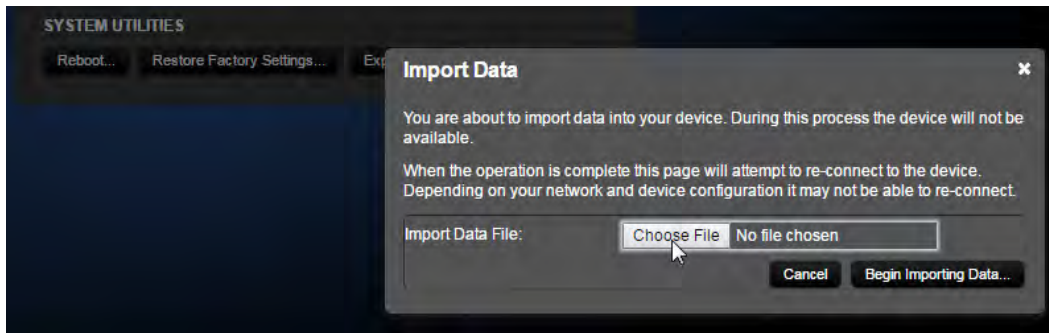 SYSTEM UTILITIES
Reboot... Restore Factory Settings... Exp
Import Data
You are about to import data into your device. During this process the device will not be
available.
When the operation is complete this page will attempt to re-connect to the device.
Depending on your network and device configuration it may not be able to re-connect.
Import Data File: Choose File No file chosen
Cancel Begin Importing Data...